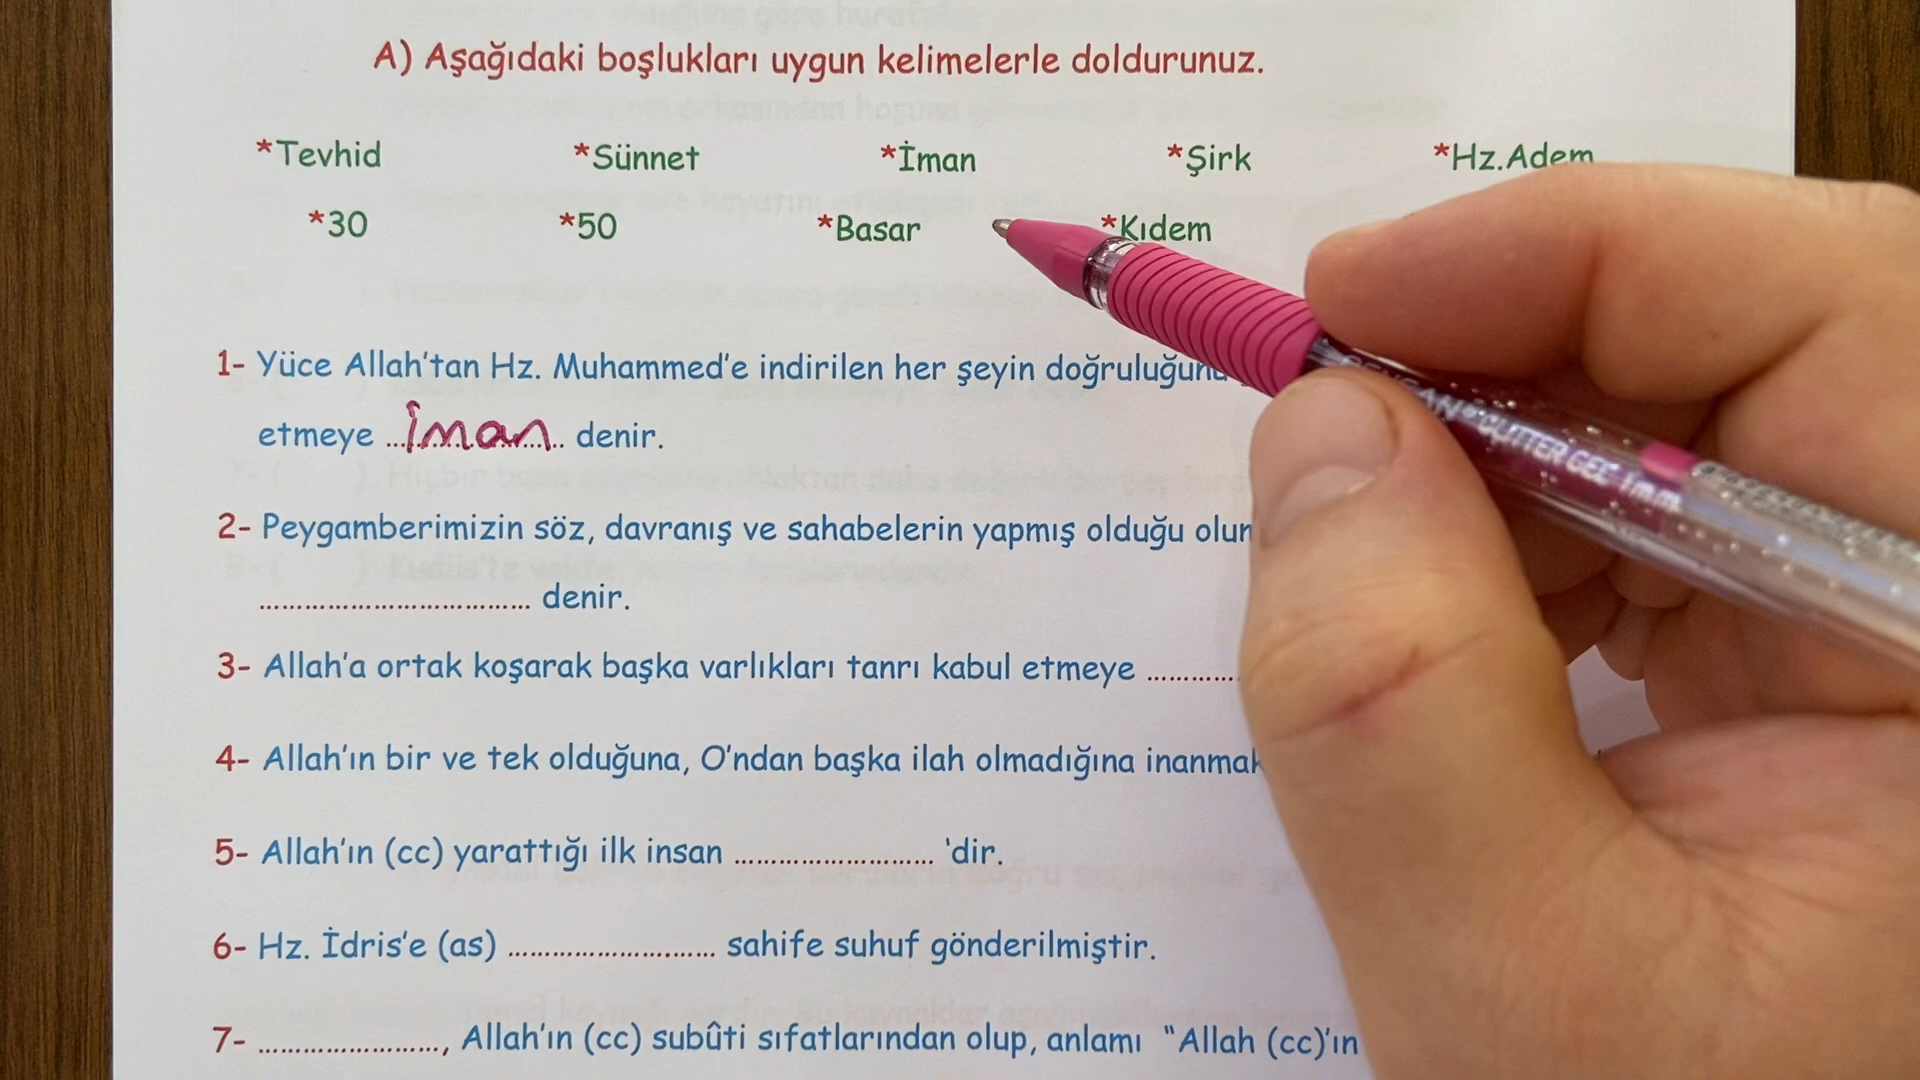 A) Aşağıdaki boşlukları uygun kelimelerle doldurunuz.
*Tevhid *Sünnet *İman *Şirk *Hz.Adem
*30 *50 *Basar *Kıdem
1- Yüce Allah'tan Hz. Muhammed'e indirilen her şeyin doğruluğunu
etmeye ...İman... denir.
2- Peygamberimizin söz, davranış ve sahabelerin yapmış olduğu
................................... denir.
3- Allah'a ortak koşarak başka varlıkları tanrı kabul etmeye ............
4- Allah'ın bir ve tek olduğuna, O'ndan başka ilah olmadığına
5- Allah'ın (cc) yarattığı ilk insan .......................... 'dir.
6- Hz. İdris'e (as) ........................... sahife suhuf gönderilmiştir.
7- ........................, Allah'ın (cc) subûti sıfatlarından olup, anlamı "Allah (cc)'ın